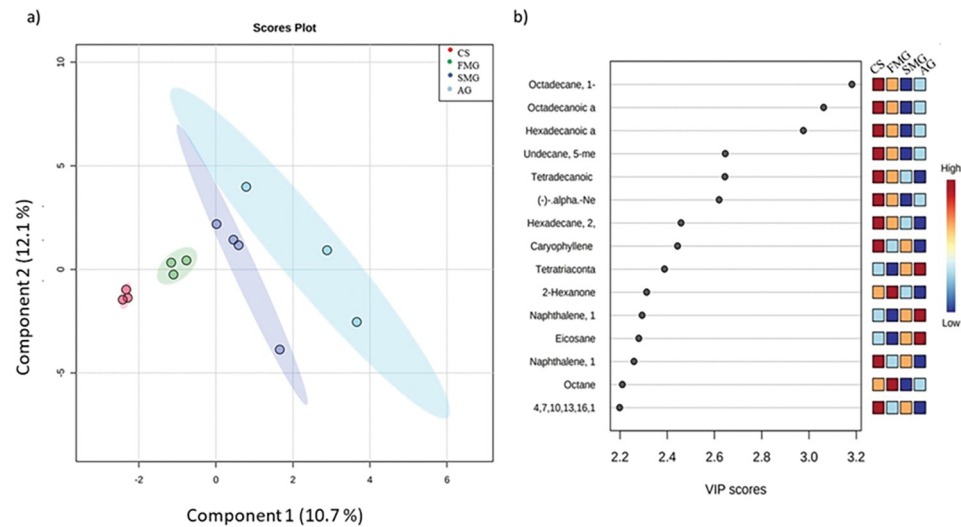 a)
Scores Plot
CS
FMG
SMG
AG
10
5
0
-5
-2
0
2
4
6
Component 2 (12.1 %)
Component 1 (10.7 %)
b)
CS FMG SMG AG
Octadecane, 1-
Octadecanoic a
Hexadecanoic a
Undecane, 5-me
Tetradecanoic
(-)-.alpha.-Ne
Hexadecane, 2,
Caryophyllene
Tetratriaconta
2-Hexanone
Naphthalene, 1
Eicosane
Naphthalene, 1
Octane
4,7,10,13,16,1
2.2 2.4 2.6 2.8 3.0 3.2
VIP scores
High
Low